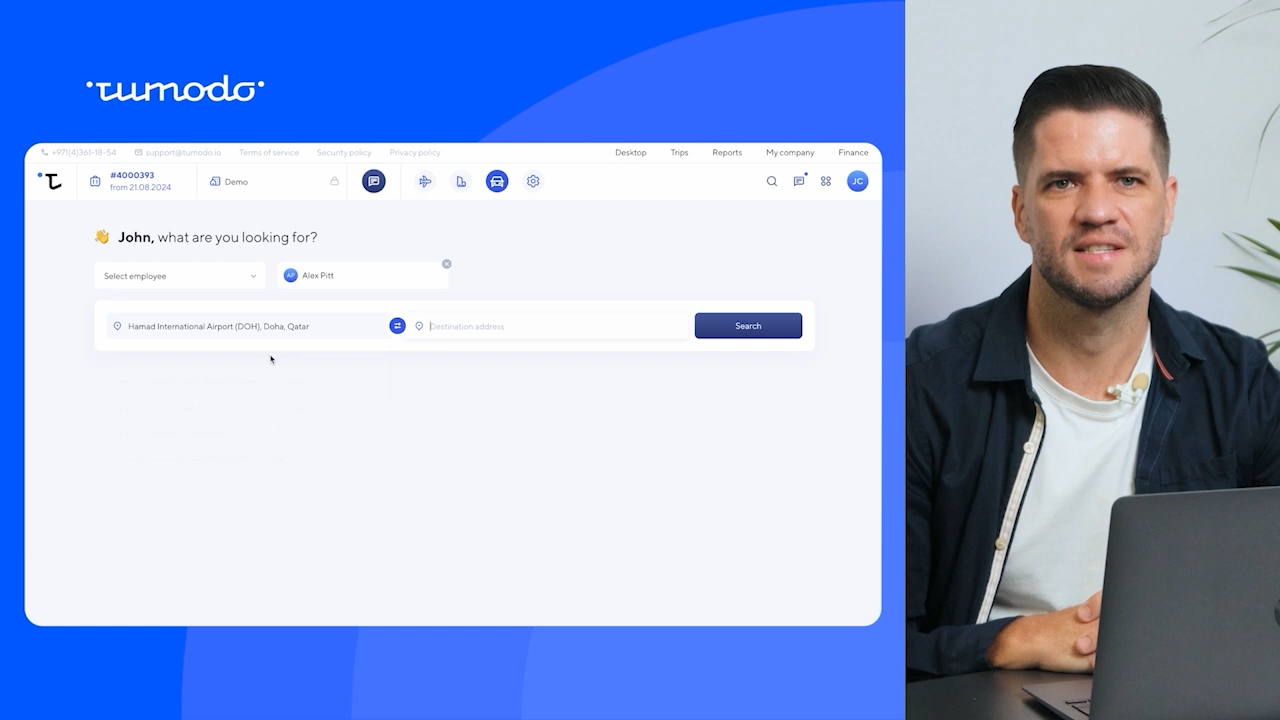 tumodo
+971(4)361-18-54 support@tumodo.io Terms of service Security policy Privacy policy Desktop Trips Reports My company Finance
#4000393
from 21.08.2024
Demo
JC
John, what are you looking for?
Select employee
AP Alex Pitt
Hamad International Airport (DOH), Doha, Qatar
Destination address
Search